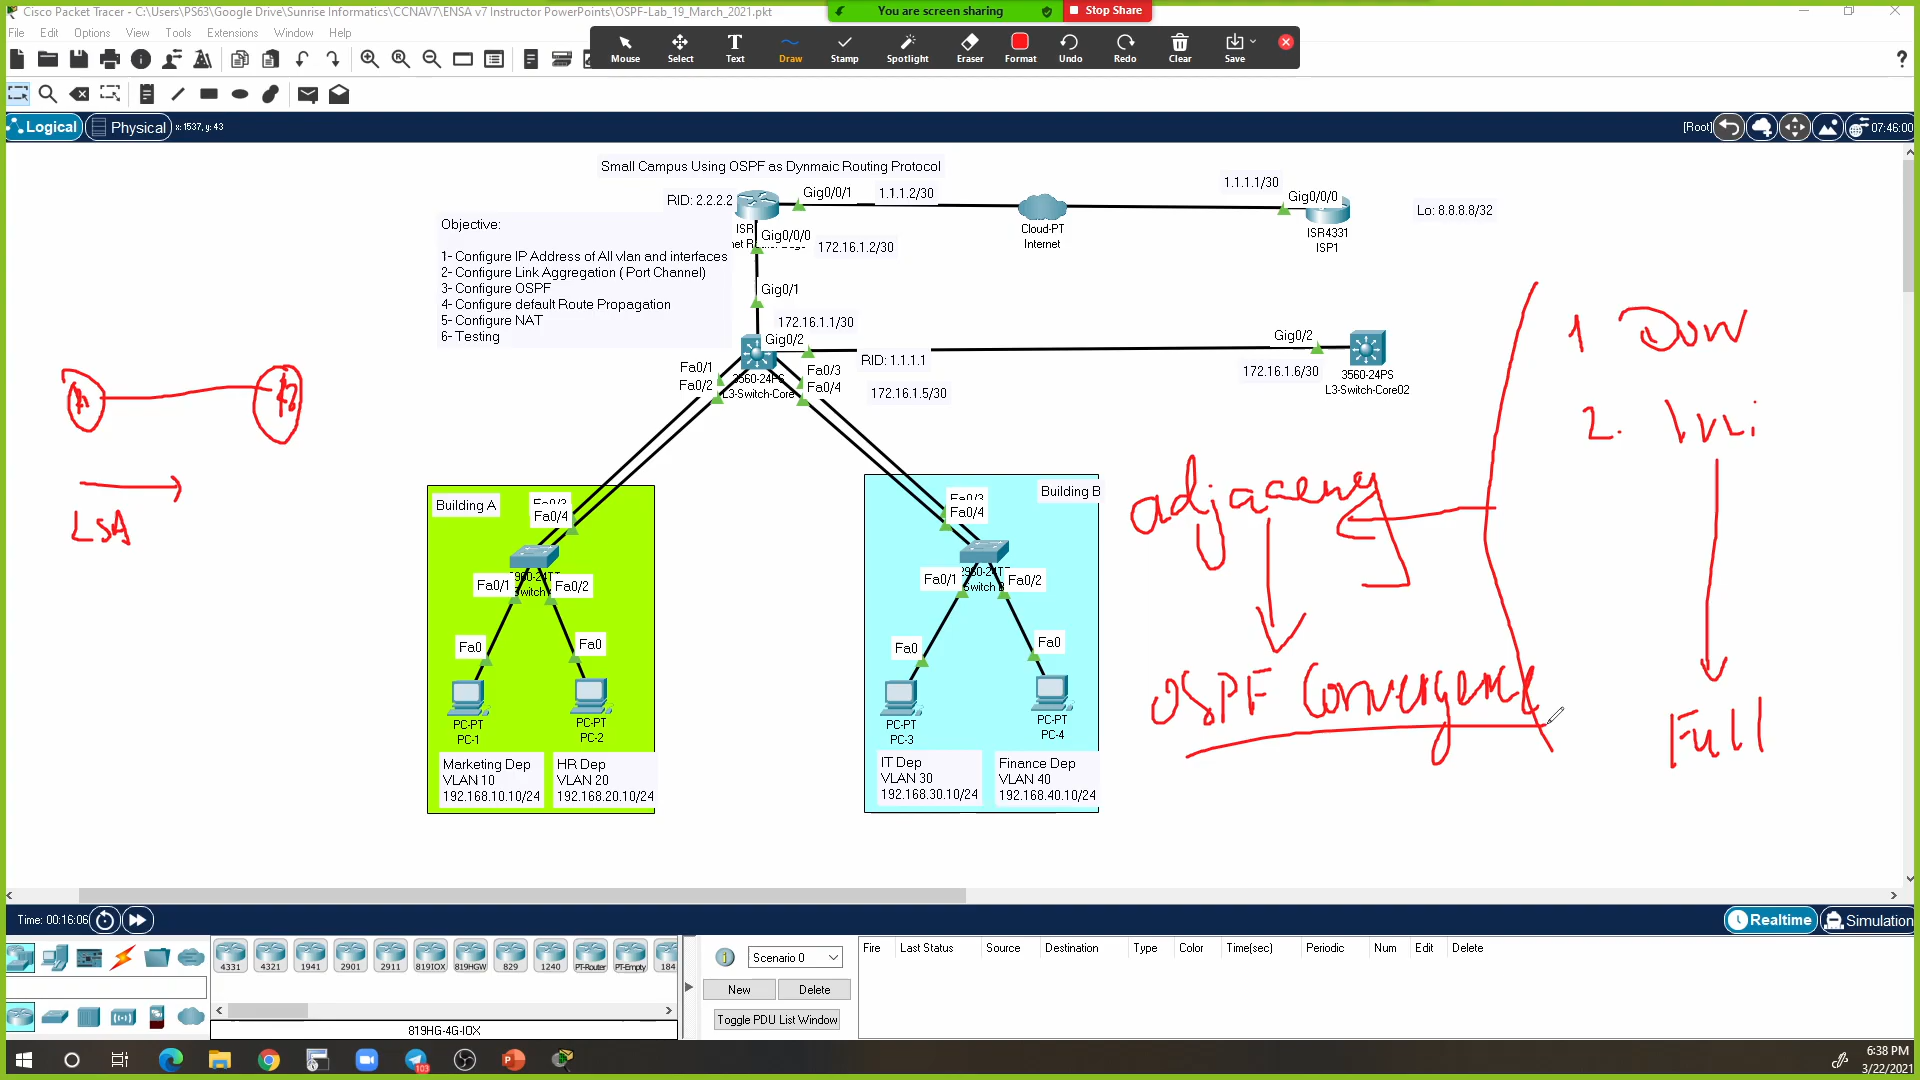 Cisco Packet Tracer - C:\Users\PS63\Google Drive\Sunrise Informatics\CCNAV7\ENSA v7 Instructor PowerPoints\OSPF-Lab_19_March_2021.pkt
You are screen sharing
Stop Share
File Edit Options View Tools Extensions Window Help
Mouse Select Text Draw Stamp Spotlight Eraser Format Undo Redo Clear Save
Logical Physical x: 1537, y: 43
[Root] 07:46:00
Small Campus Using OSPF as Dynmaic Routing Protocol
RID: 2.2.2.2
Gig0/0/1
1.1.1.2/30
1.1.1.1/30
Gig0/0/0
Lo: 8.8.8.8/32
Objective:
1- Configure IP Address of All vlan and interfaces
2- Configure Link Aggregation ( Port Channel)
3- Configure OSPF
4- Configure default Route Propagation
5- Configure NAT
6- Testing
ISR
Gig0/0/0
172.16.1.2/30
Cloud-PT
Internet
ISR4331
ISP1
Gig0/1
172.16.1.1/30
Gig0/2
RID: 1.1.1.1
172.16.1.5/30
Gig0/2
172.16.1.6/30
3560-24PS
L3-Switch-Core02
Fa0/1
Fa0/2
Fa0/3
Fa0/4
3560-24PS
L3-Switch-Core
LSA
1 Down
2. Ini
Full
adjacency
OSPF Convergence
Building A
Fa0/3
Fa0/4
Fa0/1
Fa0/2
Fa0
Fa0
PC-PT
PC-1
PC-PT
PC-2
Marketing Dep
VLAN 10
192.168.10.10/24
HR Dep
VLAN 20
192.168.20.10/24
Building B
Fa0/3
Fa0/4
Fa0/1
Fa0/2
Fa0
Fa0
PC-PT
PC-3
PC-PT
PC-4
IT Dep
VLAN 30
192.168.30.10/24
Finance Dep
VLAN 40
192.168.40.10/24
Time: 00:16:06
Realtime Simulation
4331 4321 1941 2901 2911 819IOX 819HGW 829 1240 PT-Router PT-Empty 184
819HG-4G-IOX
Scenario 0
New Delete
Toggle PDU List Window
Fire Last Status Source Destination Type Color Time(sec) Periodic Num Edit Delete
103
6:38 PM
3/22/2021